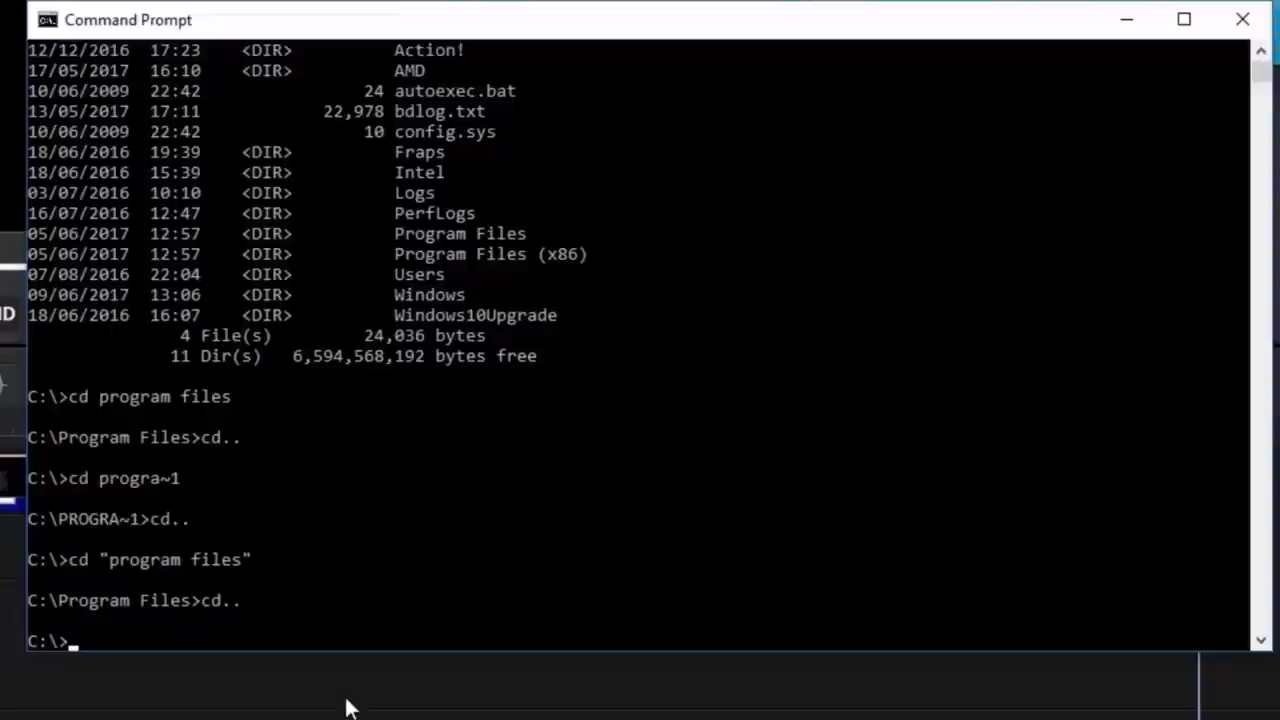 Command Prompt
12/12/2016  17:23    <DIR>          Action!
17/05/2017  16:10    <DIR>          AMD
10/06/2009  22:42                24 autoexec.bat
13/05/2017  17:11            22,978 bdlog.txt
10/06/2009  22:42                10 config.sys
18/06/2016  19:39    <DIR>          Fraps
18/06/2016  15:39    <DIR>          Intel
03/07/2016  10:10    <DIR>          Logs
16/07/2016  12:47    <DIR>          PerfLogs
05/06/2017  12:57    <DIR>          Program Files
05/06/2017  12:57    <DIR>          Program Files (x86)
07/08/2016  22:04    <DIR>          Users
09/06/2017  13:06    <DIR>          Windows
18/06/2016  16:07    <DIR>          Windows10Upgrade
               4 File(s)         24,036 bytes
              11 Dir(s)   6,594,568,192 bytes free
C:\>cd program files
C:\Program Files>cd..
C:\>cd progra~1
C:\PROGRA~1>cd..
C:\>cd "program files"
C:\Program Files>cd..
C:\>